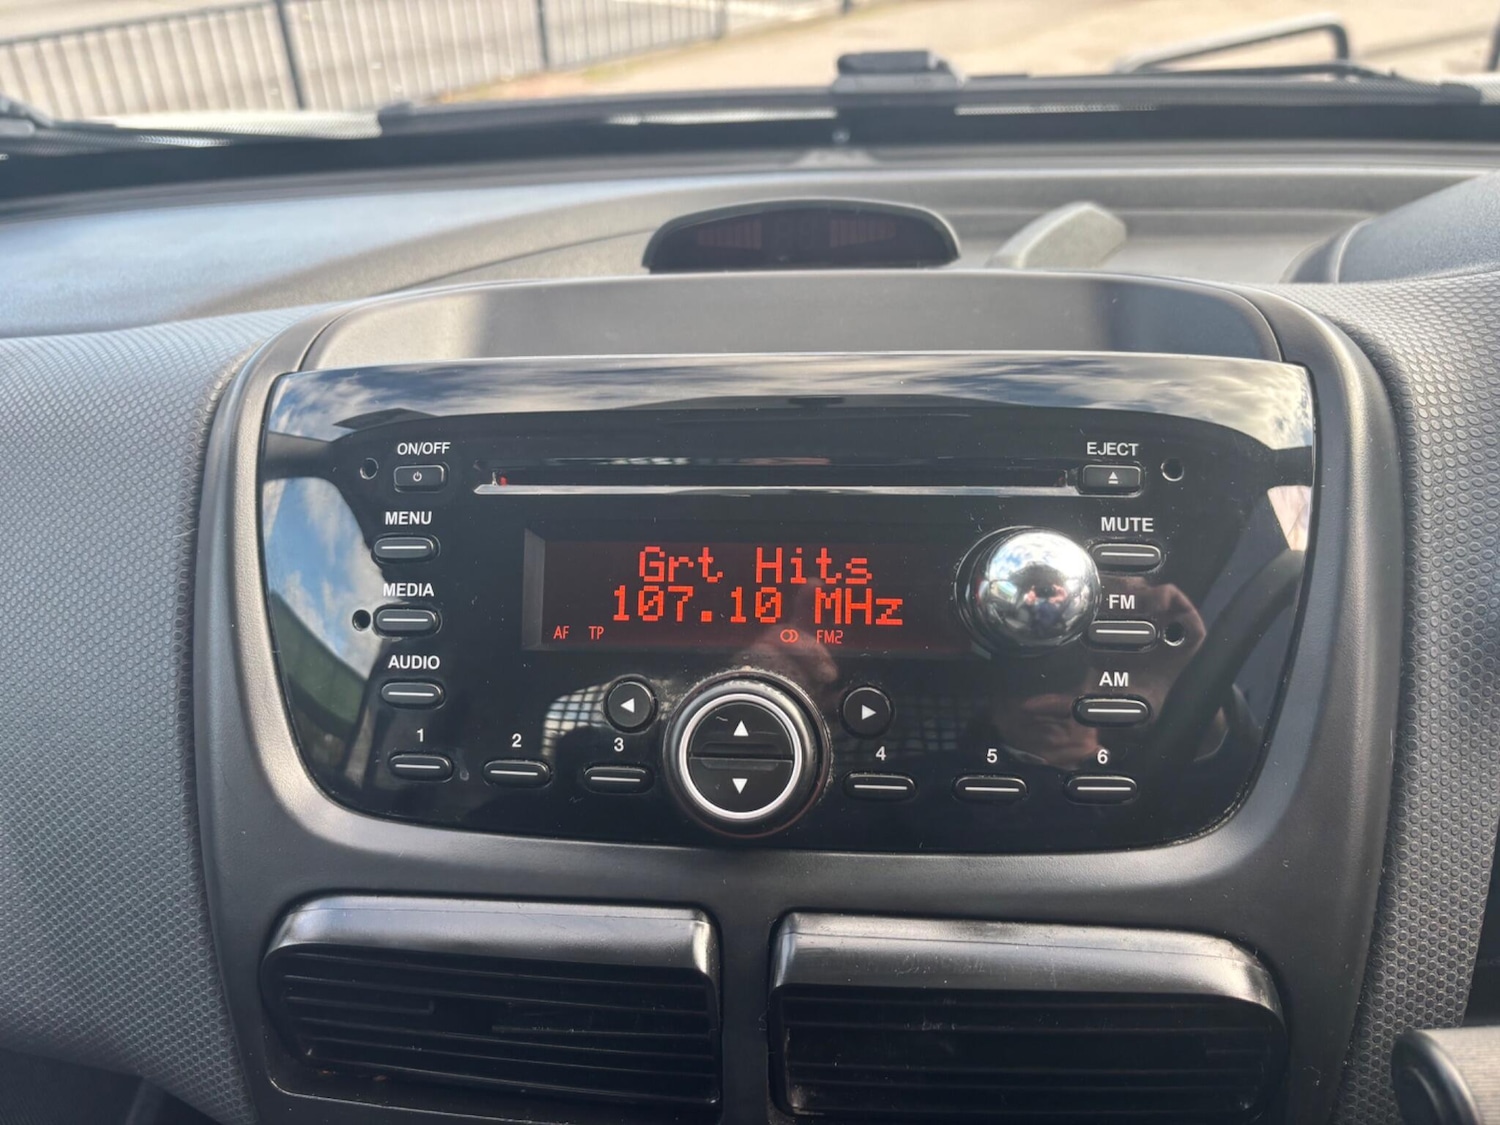 ON/OFF
EJECT
MENU
MUTE
Grt Hits
MEDIA
FM
107.10 MHz
AF TP FM2
AUDIO
AM
1
2
3
4
5
6